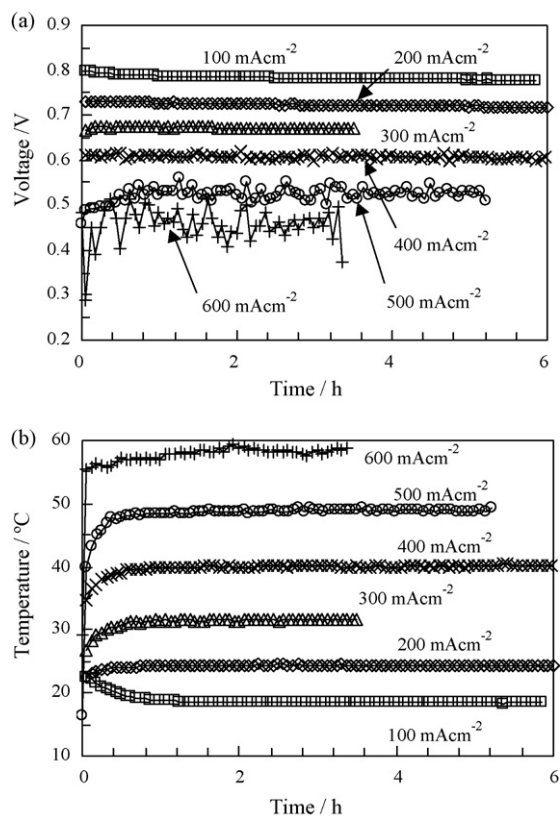 (a)
0.9
0.8
0.7
0.6
0.5
0.4
0.3
0.2
Voltage /V
100 mAcm-2
200 mAcm-2
300 mAcm-2
400 mAcm-2
500 mAcm-2
600 mAcm-2
0 2 4 6
Time / h
(b)
60
50
40
30
20
10
Temperature / ºC
600 mAcm-2
500 mAcm-2
400 mAcm-2
300 mAcm-2
200 mAcm-2
100 mAcm-2
0 2 4 6
Time / h